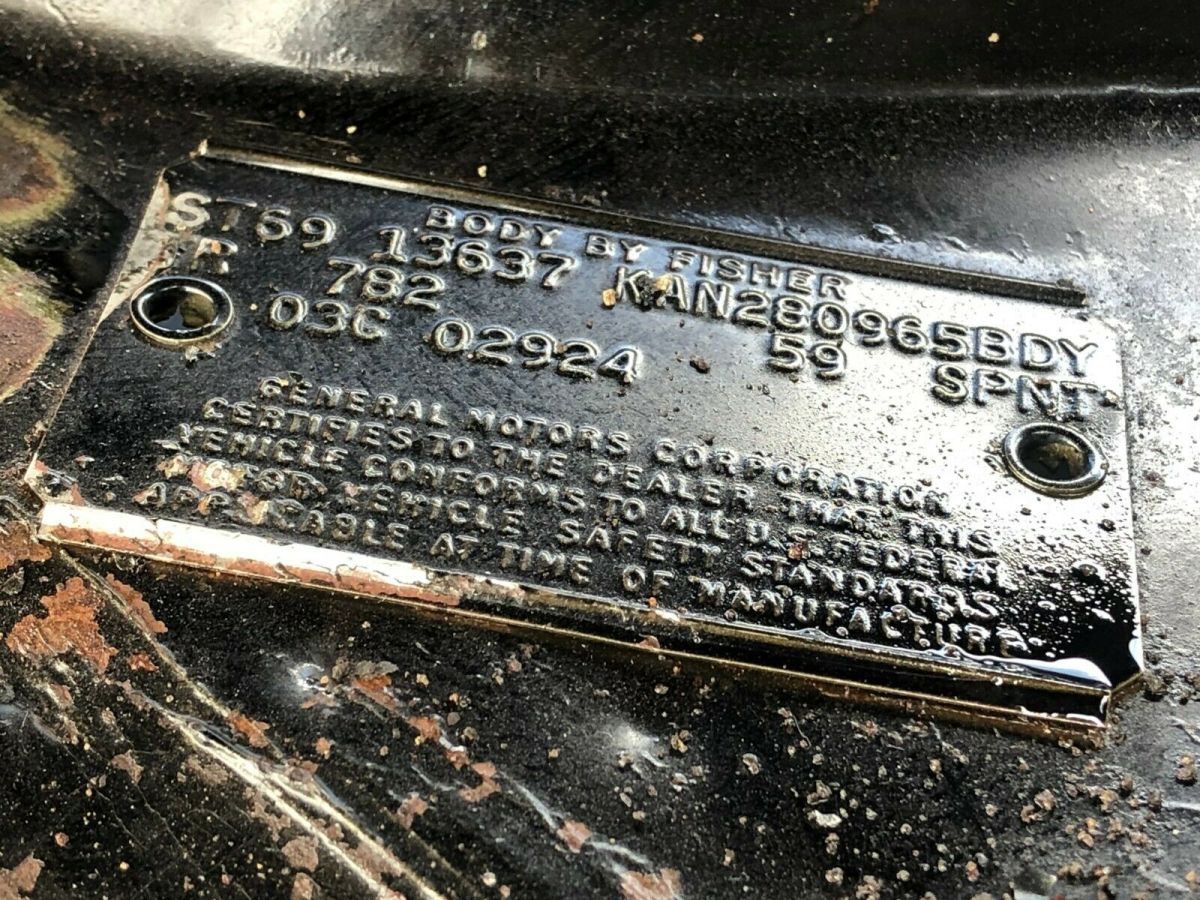 BODY BY FISHER
ST69 13637 KAN280965BDY
782 59 SPNT
03C 02924
GENERAL MOTORS CORPORATION
CERTIFIES TO THE DEALER THAT THIS
VEHICLE CONFORMS TO ALL U.S. FEDERAL
MOTOR VEHICLE SAFETY STANDARDS
APPLICABLE AT TIME OF MANUFACTURE